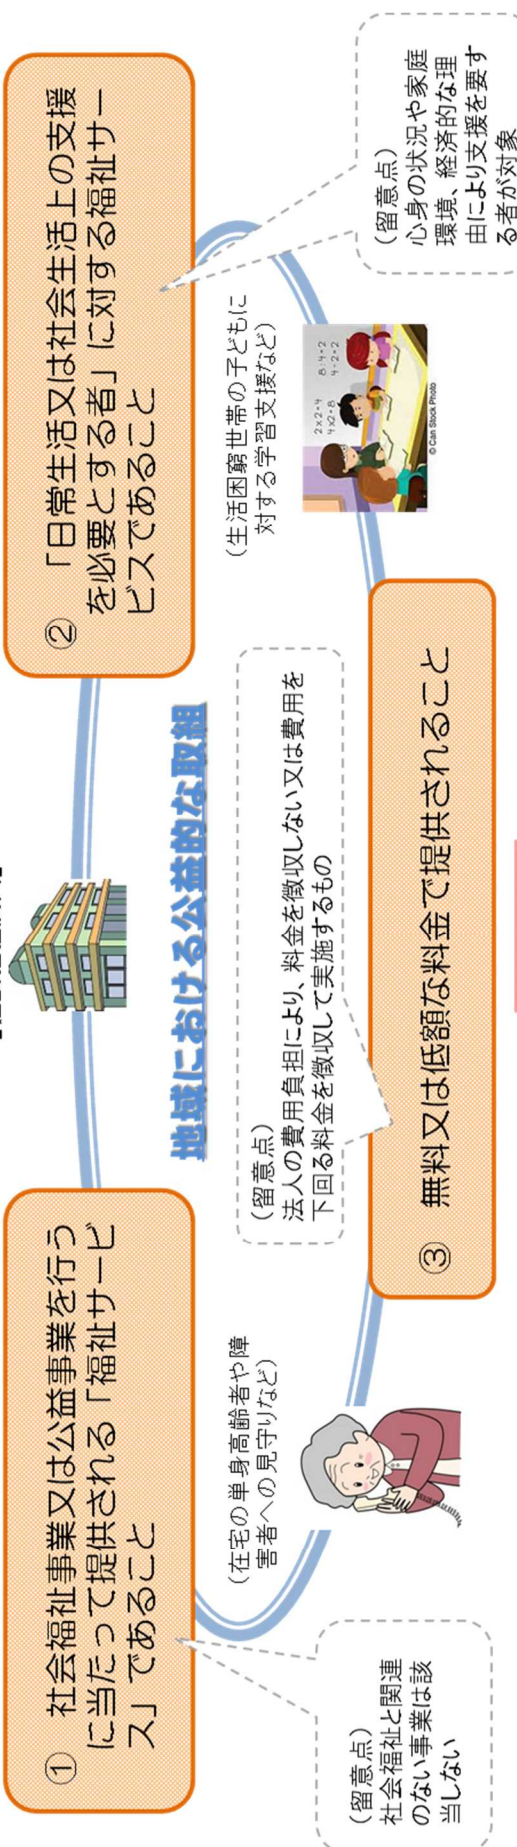 ① 社会福祉事業又は公益事業を行う
に当たって提供される「福祉サービ
ス」であること
(留意点)
社会福祉と関連
のない事業は該
当しない
(在宅の単身高齢者や障
害者への見守りなど)
地域における公益的な取組
② 「日常生活又は社会生活上の支援
を必要とする者」に対する福祉サー
ビスであること
(留意点)
心身の状況や家庭
環境、経済的な理
由により支援を要す
る者が対象
(生活困窮世帯の子どもに
対する学習支援など)
2×2=4
4×2=8
8:4=2
4-2=2
© Can Stock Photo
(留意点)
法人の費用負担により、料金を徴収しない又は費用を
下回る料金を徴収して実施するもの
③ 無料又は低額な料金で提供されること